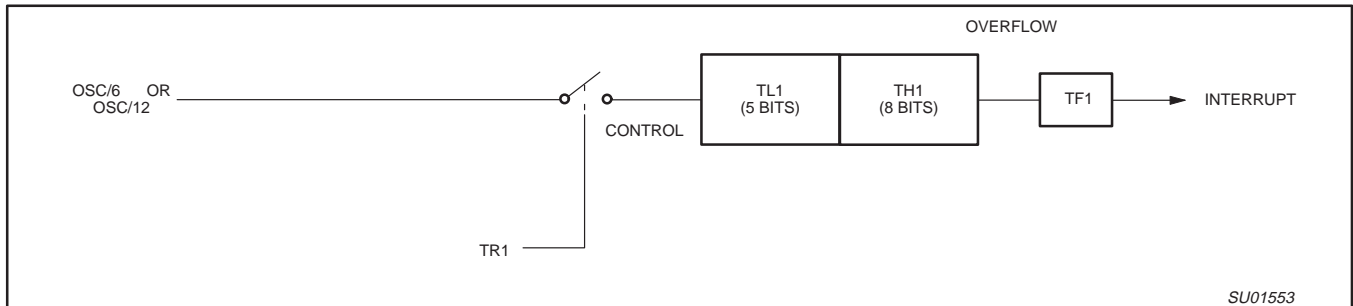 OVERFLOW
OSC/6 OR
OSC/12
TL1
(5 BITS)
TH1
(8 BITS)
TF1
INTERRUPT
CONTROL
TR1
SU01553